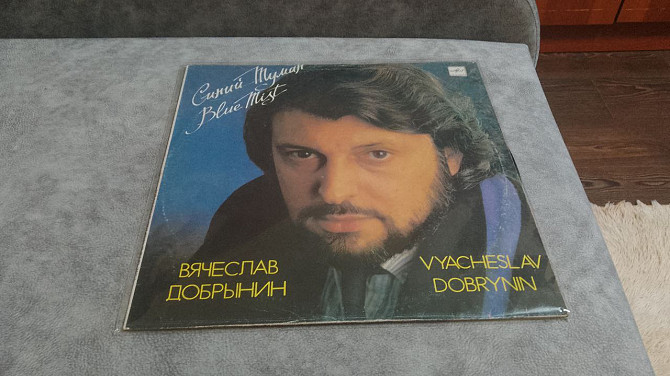 Синий Туман
Blue Mist
ВЯЧЕСЛАВ
ДОБРЫНИН
VYACHESLAV
DOBRYNIN